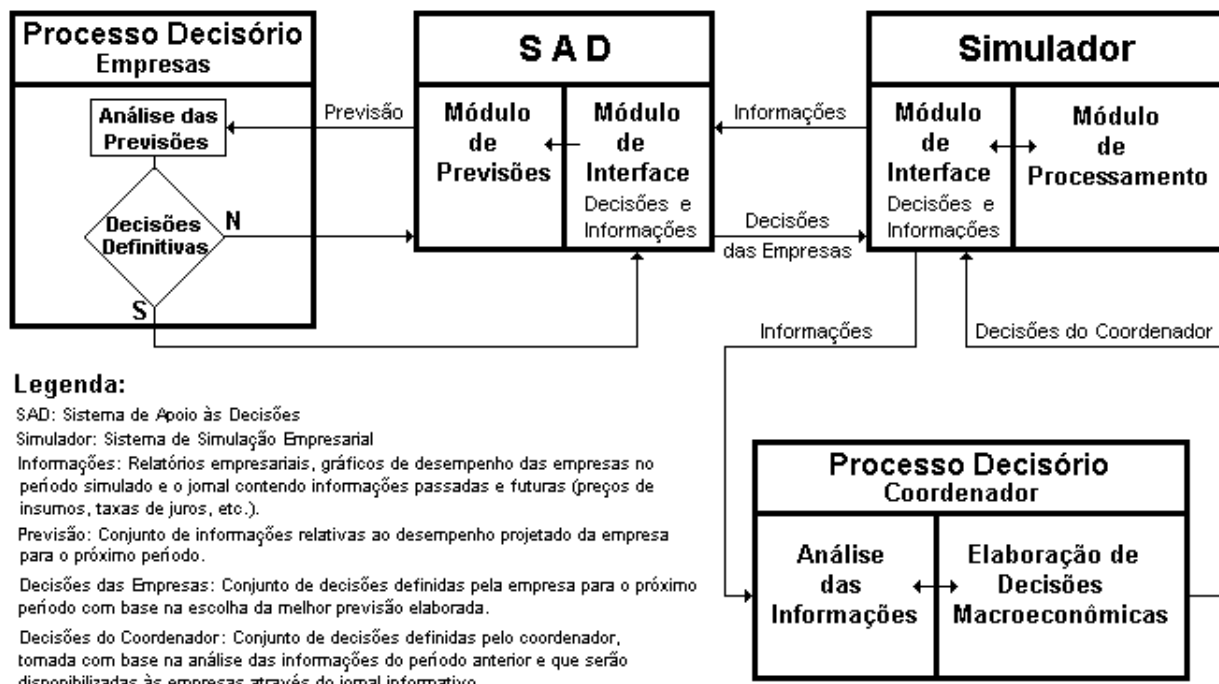 Processo Decisório
Empresas
Análise das
Previsões
Decisões
Definitivas
N
S
Previsão
S A D
Módulo
de
Previsões
Módulo
de
Interface
Decisões e
Informações
Informações
Decisões
das Empresas
Simulador
Módulo
de
Interface
Decisões e
Informações
Módulo
de
Processamento
Informações
Decisões do Coordenador
Legenda:
SAD: Sistema de Apoio às Decisões
Simulador: Sistema de Simulação Empresarial
Informações: Relatórios empresariais, gráficos de desempenho das empresas no
período simulado e o jornal contendo informações passadas e futuras (preços de
insumos, taxas de juros, etc.).
Previsão: Conjunto de informações relativas ao desempenho projetado da empresa
para o próximo período.
Decisões das Empresas: Conjunto de decisões definidas pela empresa para o próximo
período com base na escolha da melhor previsão elaborada.
Decisões do Coordenador: Conjunto de decisões definidas pelo coordenador,
tomada com base na análise das informações do período anterior e que serão
disponibilizadas às empresas através do jornal informativo.
Processo Decisório
Coordenador
Análise
das
Informações
Elaboração de
Decisões
Macroeconômicas